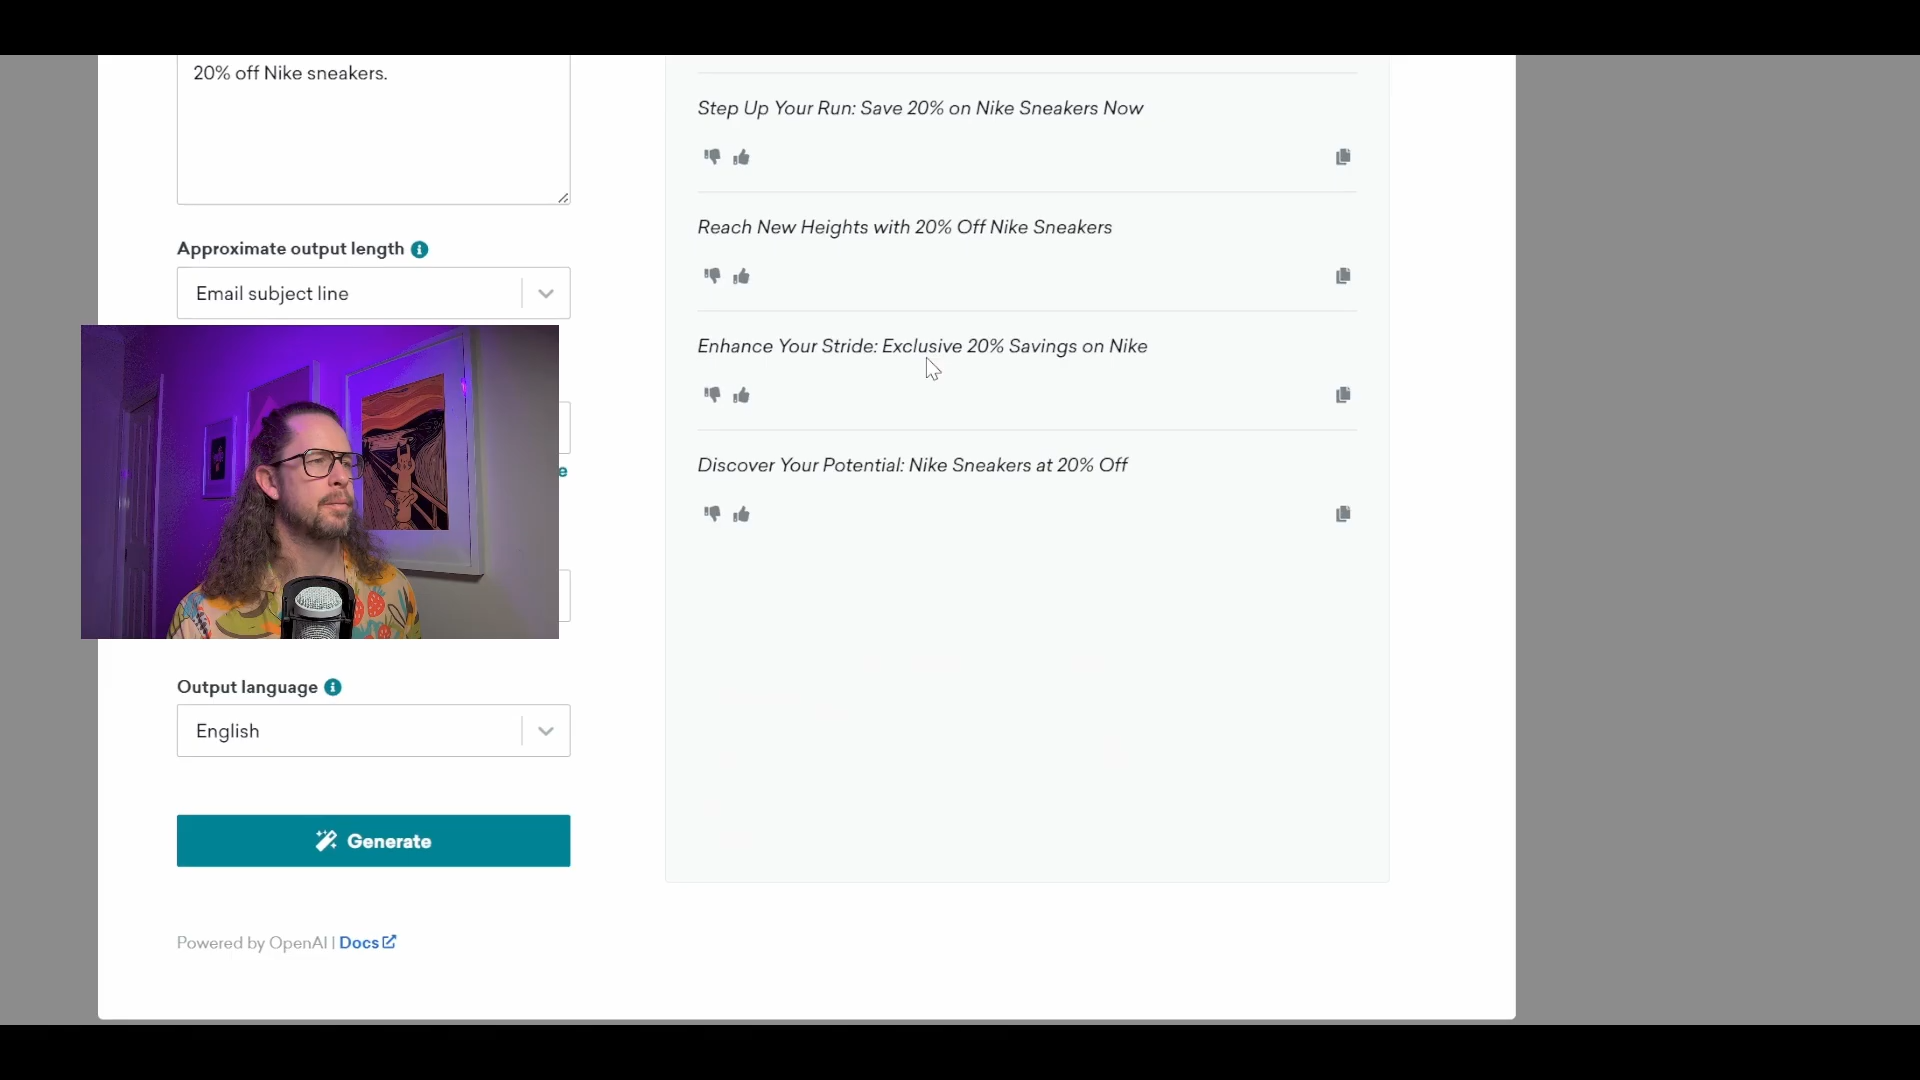 20% off Nike sneakers.
Approximate output length
Email subject line
e
Output language
English
Generate
Powered by OpenAI | Docs
Step Up Your Run: Save 20% on Nike Sneakers Now
Reach New Heights with 20% Off Nike Sneakers
Enhance Your Stride: Exclusive 20% Savings on Nike
Discover Your Potential: Nike Sneakers at 20% Off